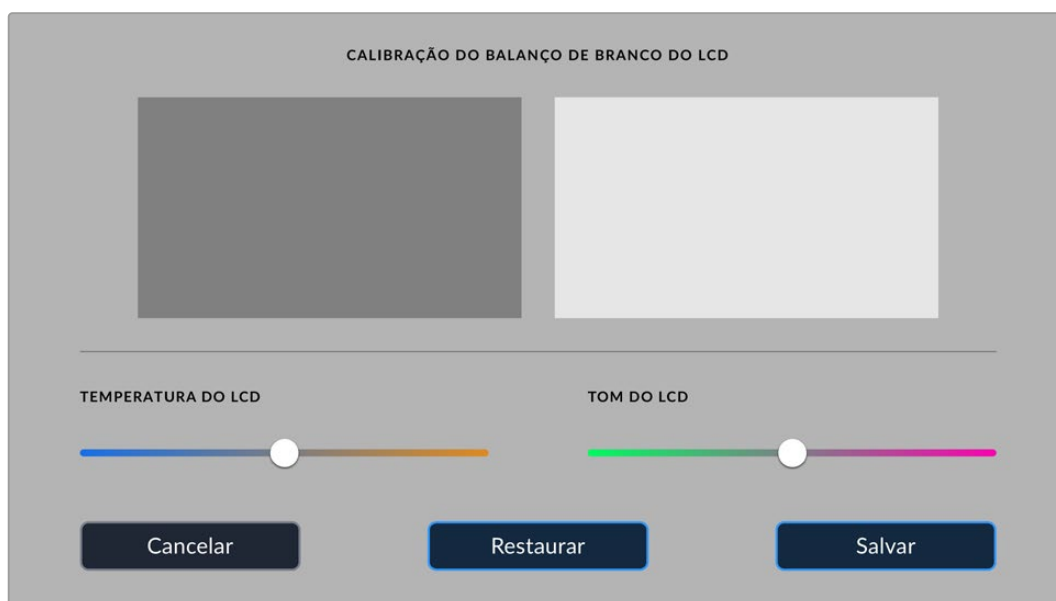 CALIBRAÇÃO DO BALANÇO DE BRANCO DO LCD
TEMPERATURA DO LCD
TOM DO LCD
Cancelar
Restaurar
Salvar